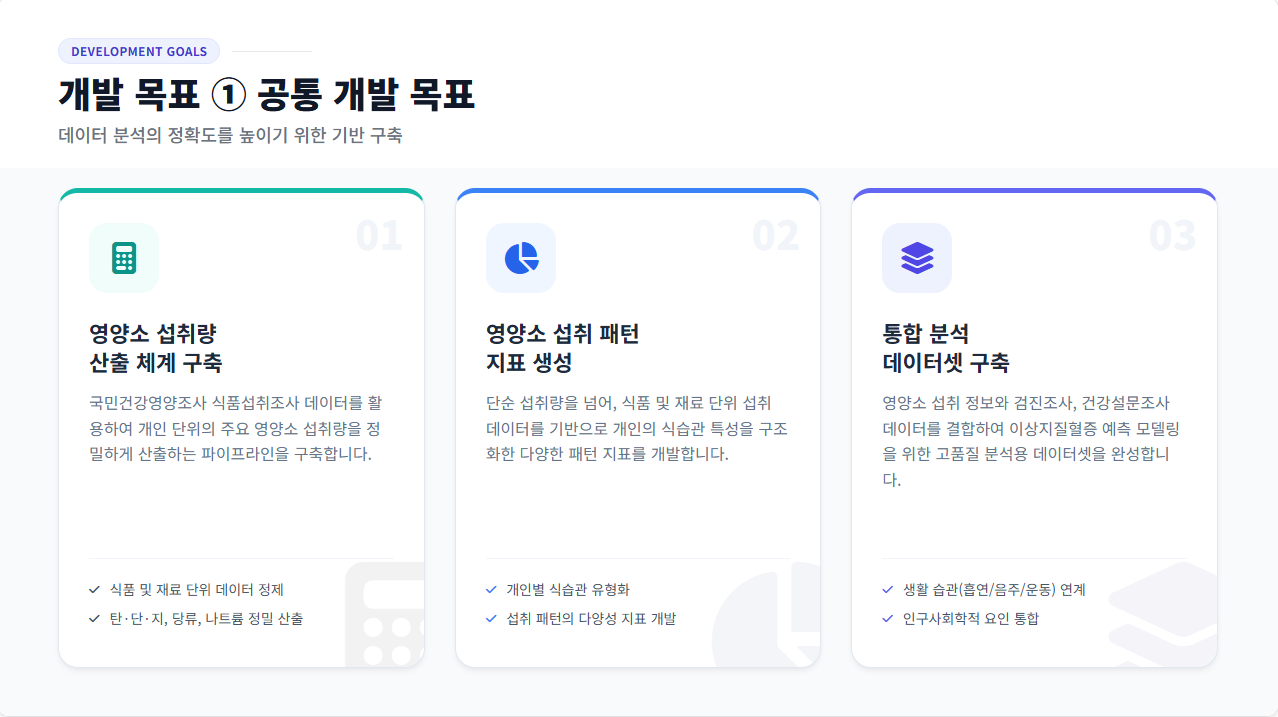 DEVELOPMENT GOALS
개발 목표 ① 공통 개발 목표
데이터 분석의 정확도를 높이기 위한 기반 구축
01
영양소 섭취량
산출 체계 구축
국민건강영양조사 식품섭취조사 데이터를 활
용하여 개인 단위의 주요 영양소 섭취량을 정
밀하게 산출하는 파이프라인을 구축합니다.
식품 및 재료 단위 데이터 정제
탄·단·지, 당류, 나트륨 정밀 산출
02
영양소 섭취 패턴
지표 생성
단순 섭취량을 넘어, 식품 및 재료 단위 섭취
데이터를 기반으로 개인의 식습관 특성을 구조
화한 다양한 패턴 지표를 개발합니다.
개인별 식습관 유형화
섭취 패턴의 다양성 지표 개발
03
통합 분석
데이터셋 구축
영양소 섭취 정보와 검진조사, 건강설문조사
데이터를 결합하여 이상지질혈증 예측 모델링
을 위한 고품질 분석용 데이터셋을 완성합니
다.
생활 습관(흡연/음주/운동) 연계
인구사회학적 요인 통합